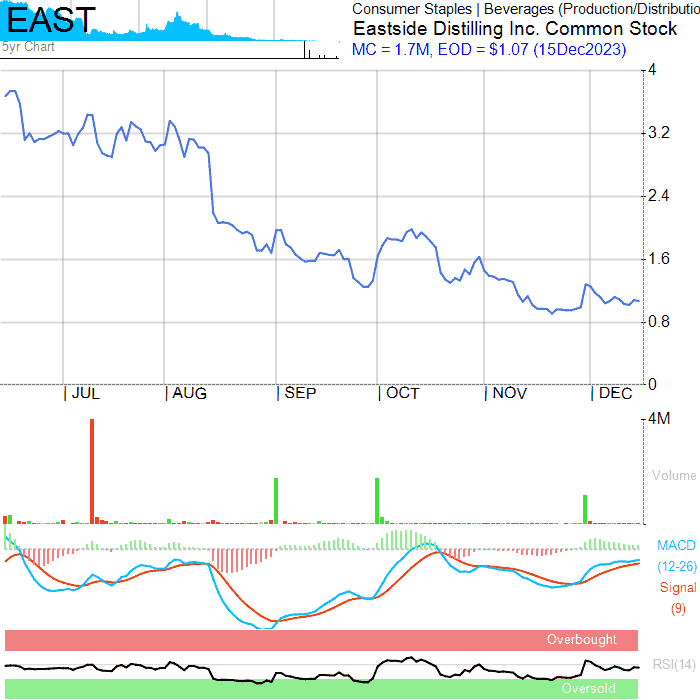 EAST
5yr Chart
Consumer Staples | Beverages (Production/Distributio
Eastside Distilling Inc. Common Stock
MC = 1.7M, EOD = $1.07 (15Dec2023)
4
3.2
2.4
1.6
0.8
0
| JUL | AUG | SEP | OCT | NOV | DEC
4M
Volume
MACD
(12-26)
Signal
(9)
Overbought
RSI(14)
Oversold